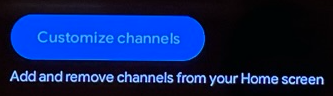 Customize channels
Add and remove channels from your Home screen